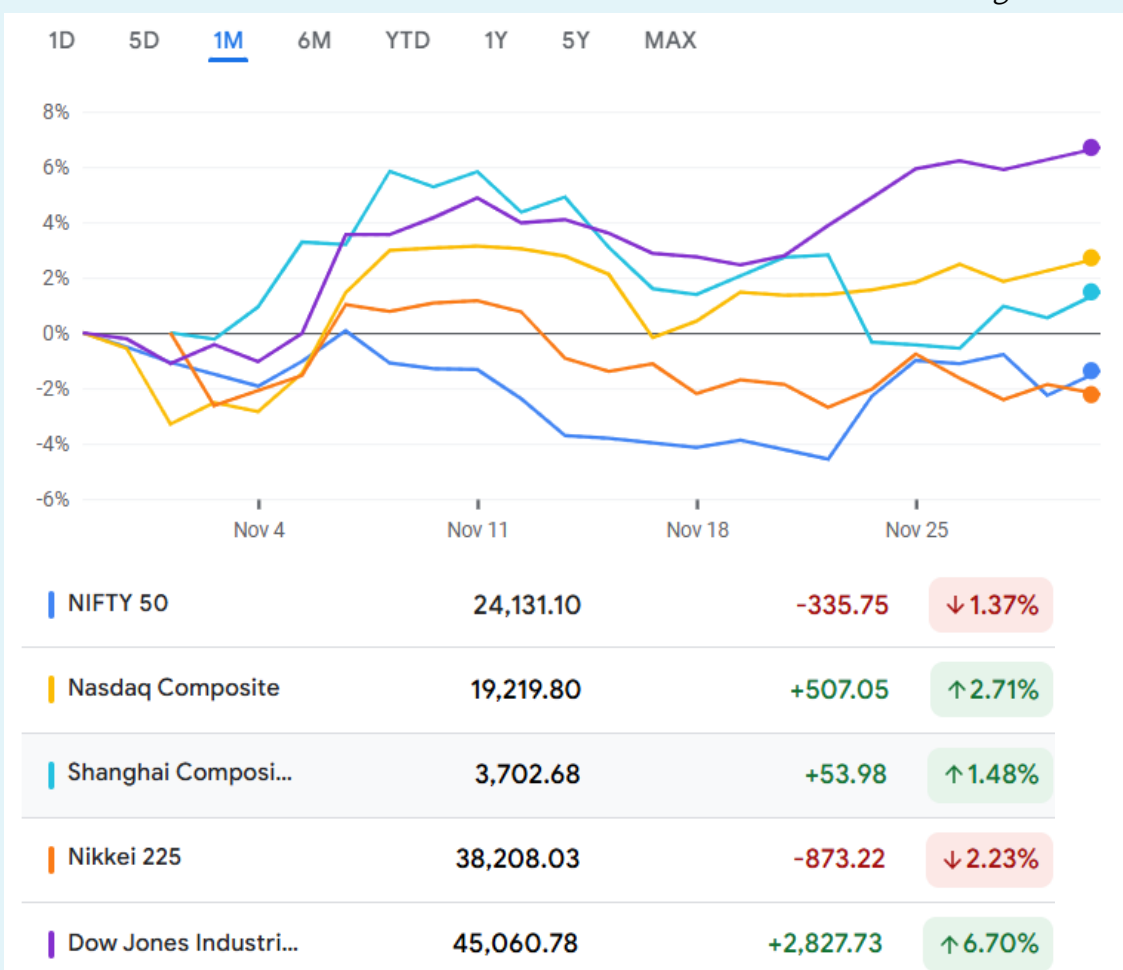 1D 5D 1M 6M YTD 1Y 5Y MAX
8%
6%
4%
2%
0%
-2%
-4%
-6%
Nov 4 Nov 11 Nov 18 Nov 25
NIFTY 50 24,131.10 -335.75 ↓1.37%
Nasdaq Composite 19,219.80 +507.05 ↑2.71%
Shanghai Composi... 3,702.68 +53.98 ↑1.48%
Nikkei 225 38,208.03 -873.22 ↓2.23%
Dow Jones Industri... 45,060.78 +2,827.73 ↑6.70%